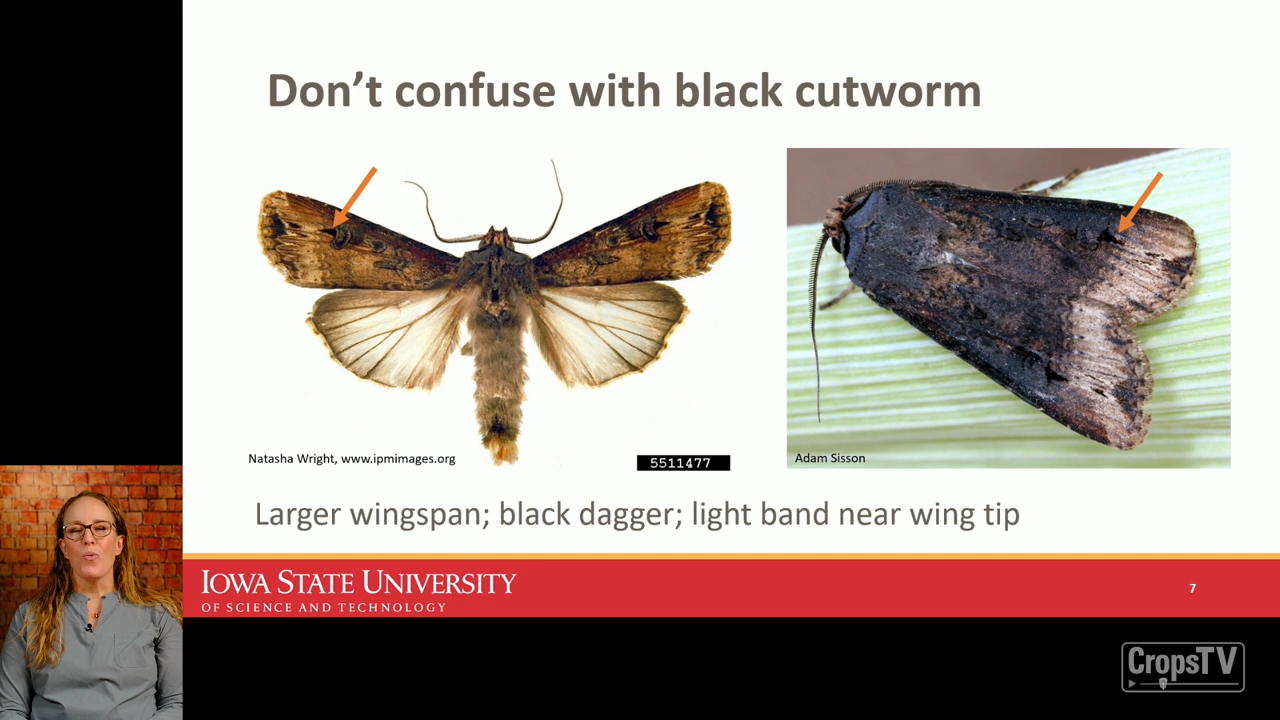 Don’t confuse with black cutworm
Natasha Wright, www.ipmimages.org
5511477
Adam Sisson
Larger wingspan; black dagger; light band near wing tip
IOWA STATE UNIVERSITY
OF SCIENCE AND TECHNOLOGY
7
CropsTV